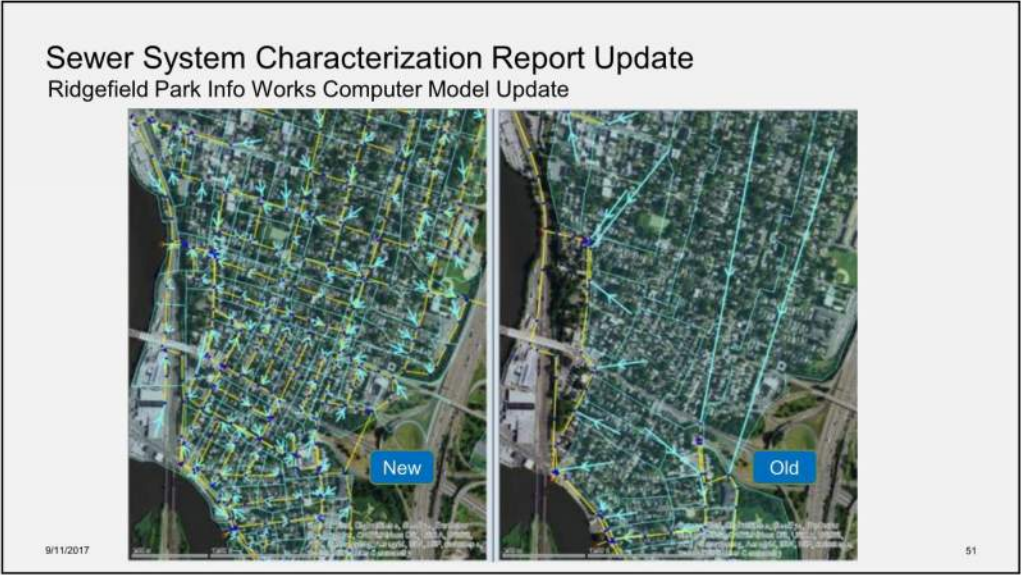 Sewer System Characterization Report Update
Ridgefield Park Info Works Computer Model Update
New
Old
9/11/2017
51